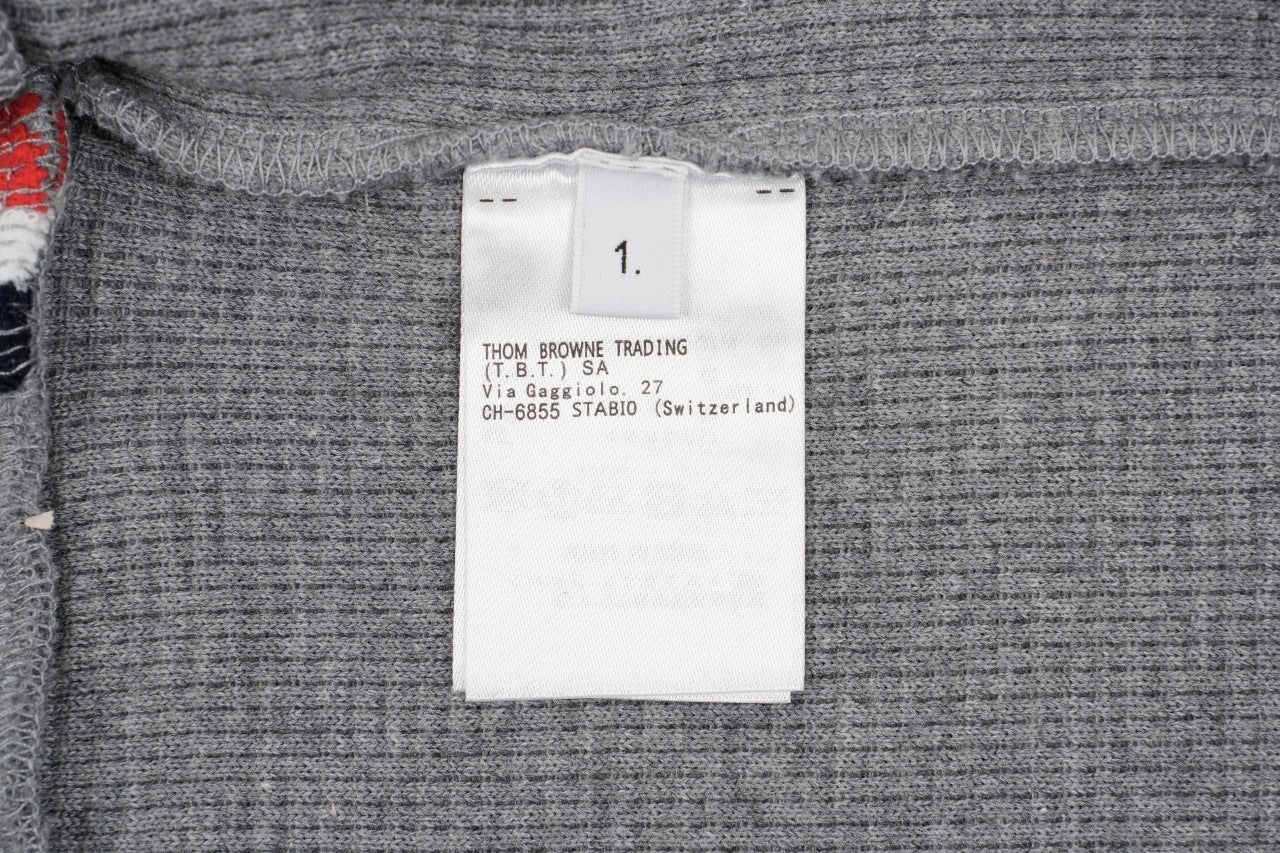 1.
THOM BROWNE TRADING
(T.B.T.) SA
Via Gaggiolo. 27
CH-6855 STABIO (Switzerland)